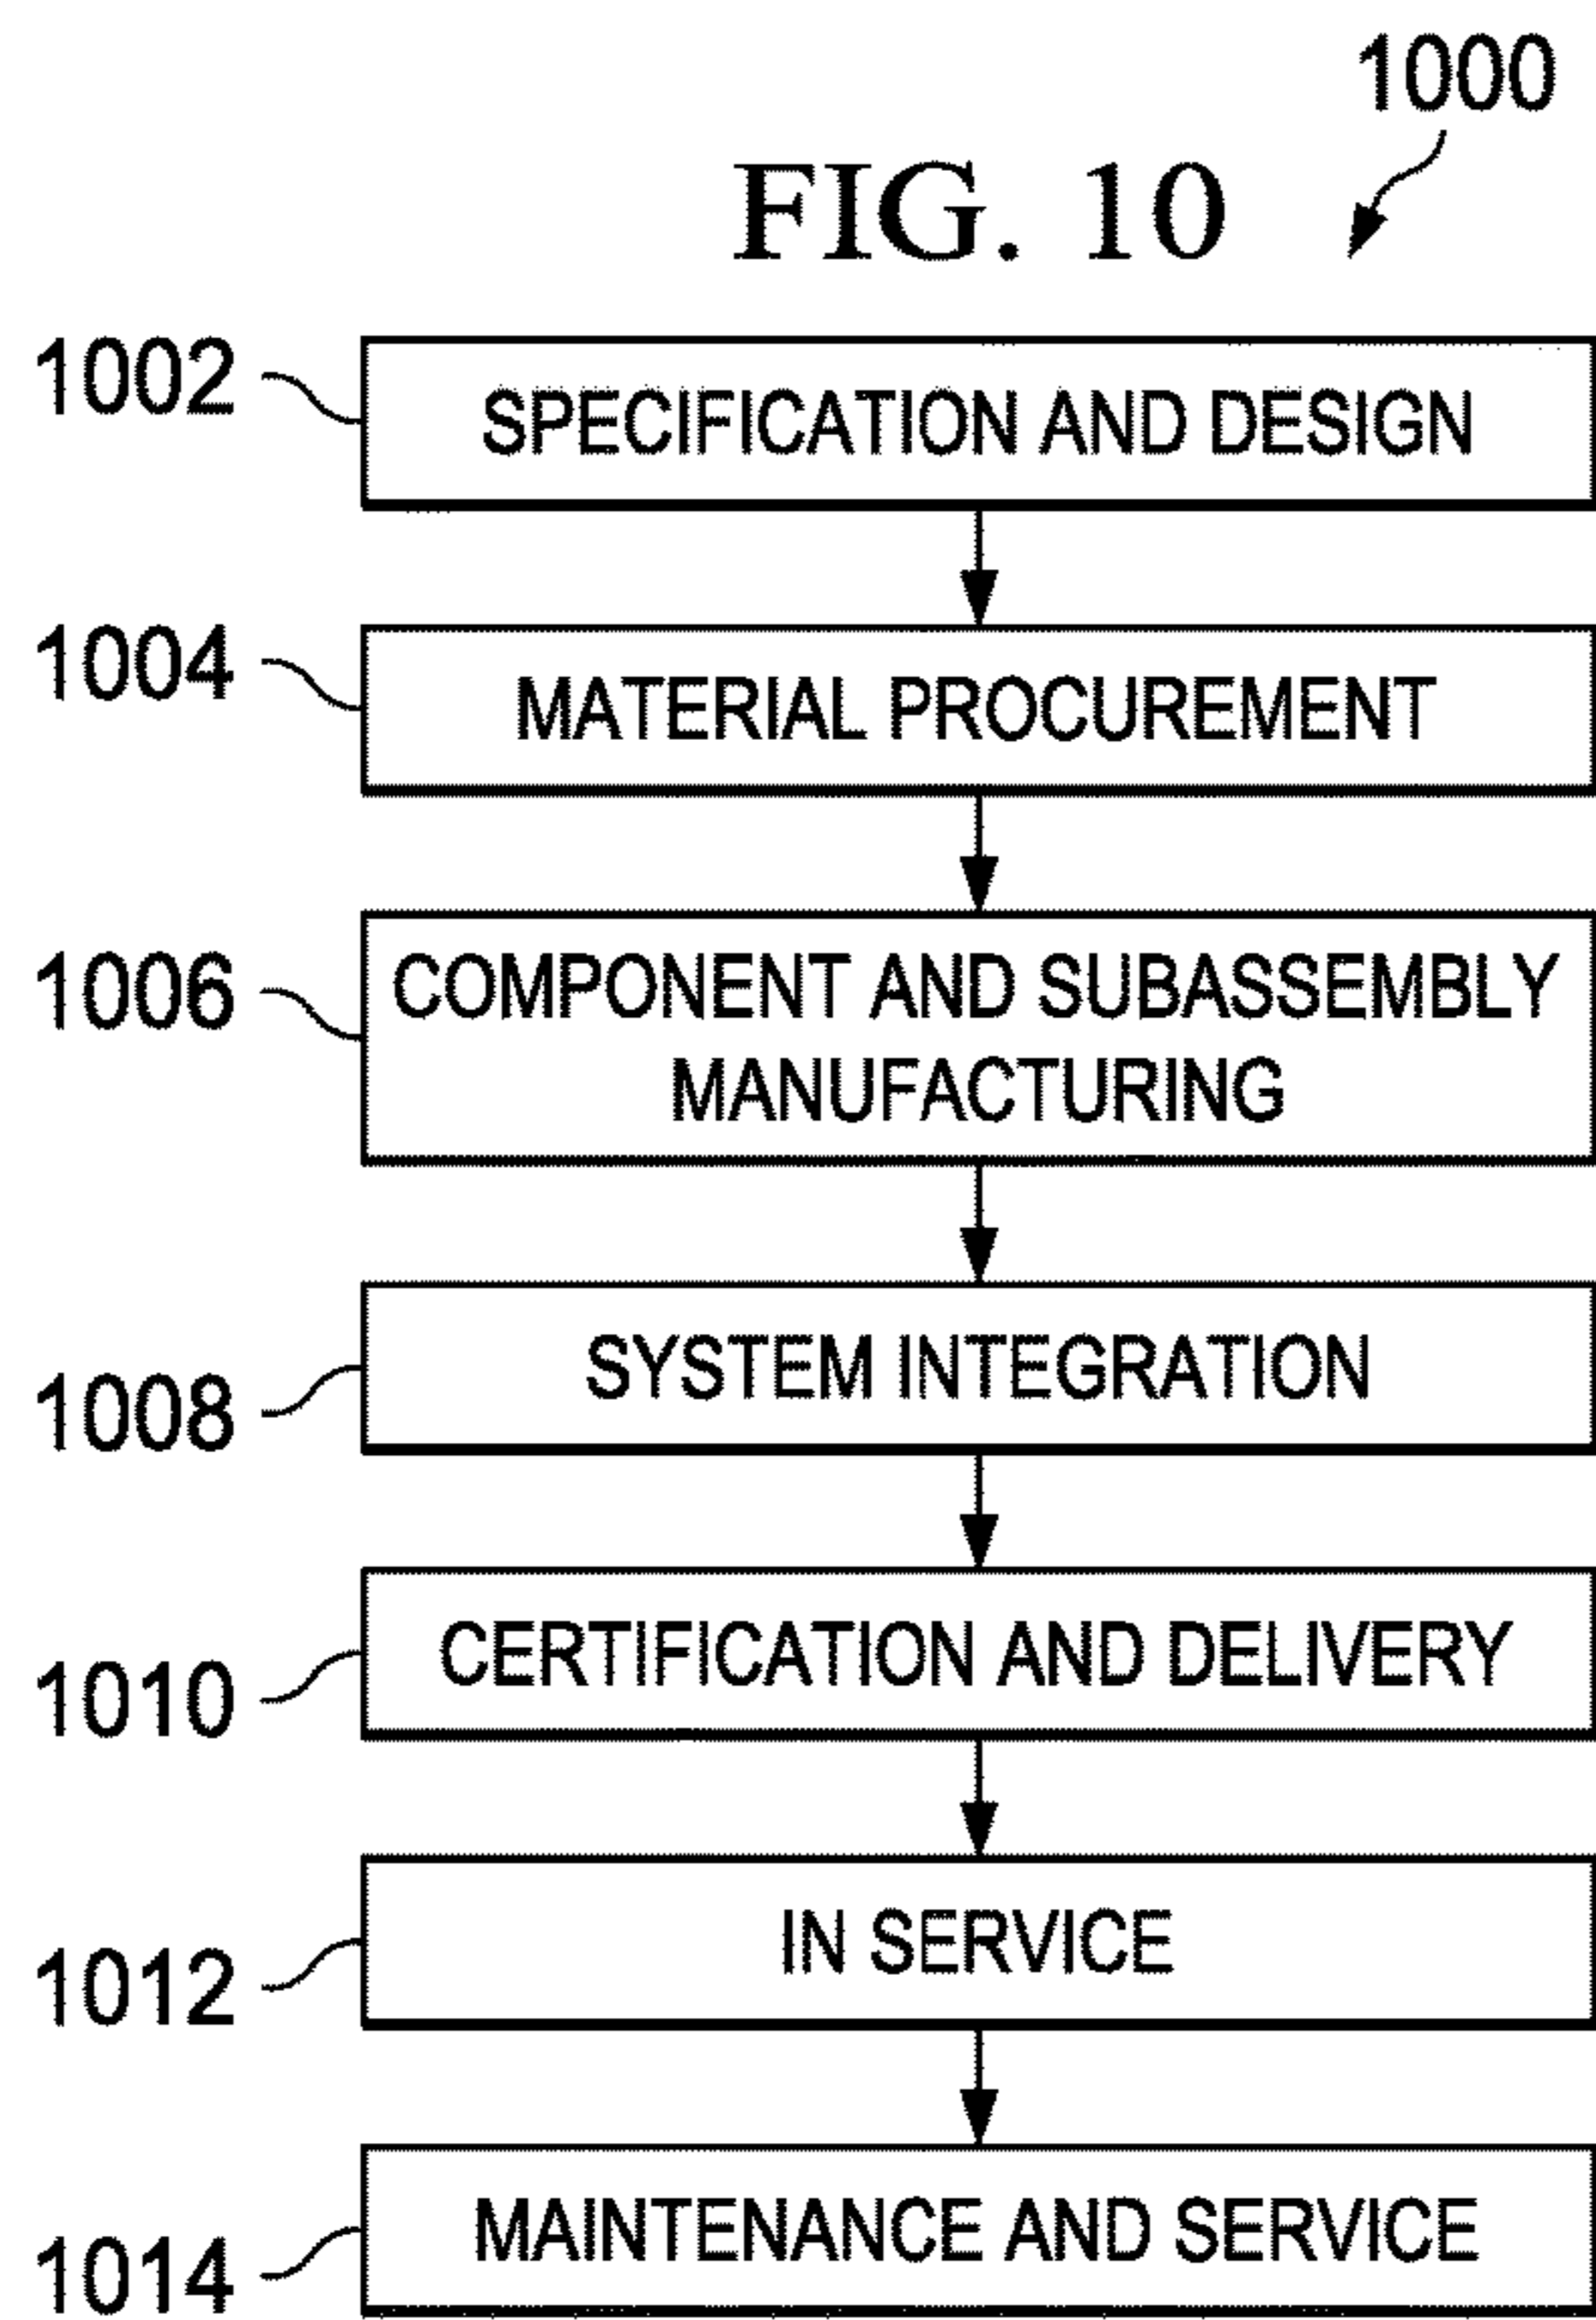 1000
FIG. 10
1002
SPECIFICATION AND DESIGN
1004
MATERIAL PROCUREMENT
1006
COMPONENT AND SUBASSEMBLY
MANUFACTURING
1008
SYSTEM INTEGRATION
1010
CERTIFICATION AND DELIVERY
1012
IN SERVICE
1014
MAINTENANCE AND SERVICE